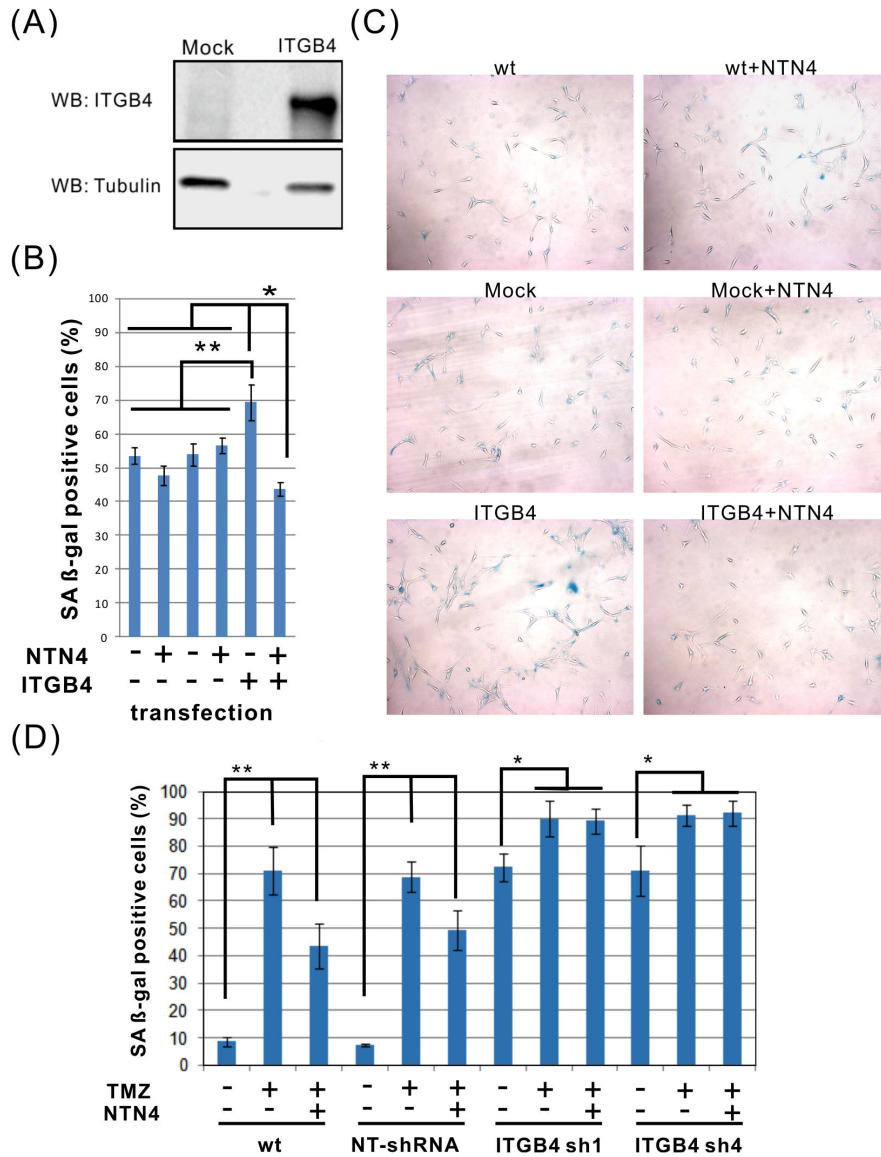 (A)
Mock ITGB4
WB: ITGB4
WB: Tubulin
(B)
SA ß-gal positive cells (%)
100
90
80
70
60
50
40
30
20
10
0
*
**
NTN4 - + - + - +
ITGB4 - - - - + +
transfection
(C)
wt wt+NTN4
Mock Mock+NTN4
ITGB4 ITGB4+NTN4
(D)
SA ß-gal positive cells (%)
100
90
80
70
60
50
40
30
20
10
0
** ** * *
TMZ - + + - + + - + + - + +
NTN4 - - + - - + - - + - - +
wt NT-shRNA ITGB4 sh1 ITGB4 sh4